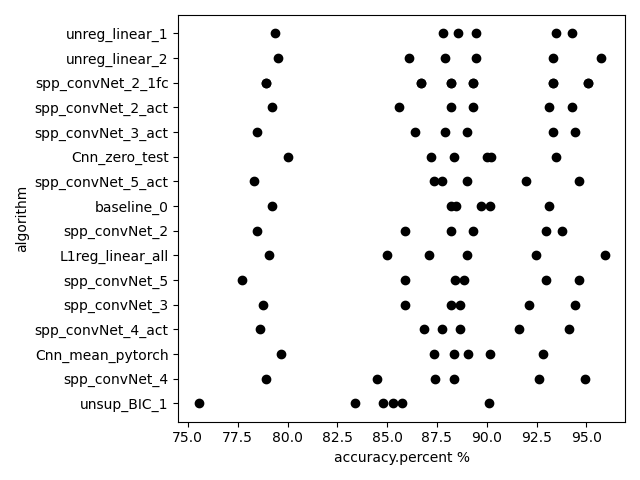 unreg_linear_1
unreg_linear_2
spp_convNet_2_1fc
spp_convNet_2_act
spp_convNet_3_act
Cnn_zero_test
spp_convNet_5_act
baseline_0
spp_convNet_2
L1reg_linear_all
spp_convNet_5
spp_convNet_3
spp_convNet_4_act
Cnn_mean_pytorch
spp_convNet_4
unsup_BIC_1
algorithm
75.0 77.5 80.0 82.5 85.0 87.5 90.0 92.5 95.0
accuracy.percent %